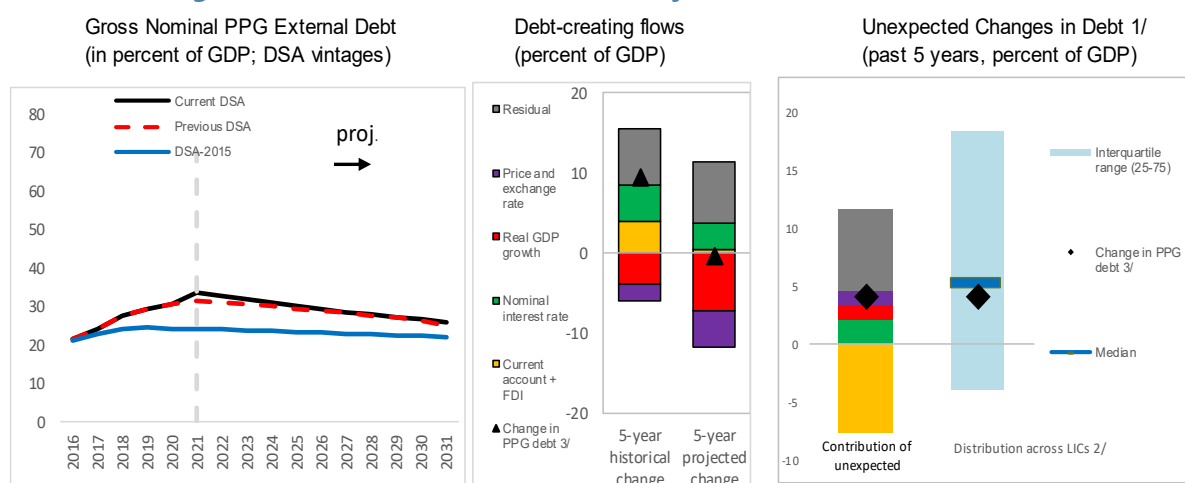 Gross Nominal PPG External Debt
(in percent of GDP; DSA vintages)
Current DSA
Previous DSA
DSA-2015
proj.
80
70
60
50
40
30
20
10
0
2016
2017
2018
2019
2020
2021
2022
2023
2024
2025
2026
2027
2028
2029
2030
2031
Debt-creating flows
(percent of GDP)
Residual
Price and
exchange
rate
Real GDP
growth
Nominal
interest rate
Current
account +
FDI
Change in
PPG debt 3/
20
10
0
-10
-20
5-year
historical
change
5-year
projected
change
Unexpected Changes in Debt 1/
(past 5 years, percent of GDP)
20
15
10
5
0
-5
-10
Interquartile
range (25-75)
Change in PPG
debt 3/
Median
Contribution of
unexpected
Distribution across LICs 2/